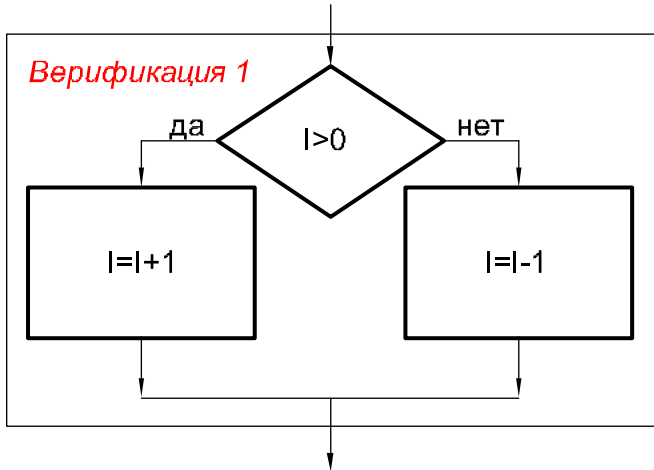 Верификация 1
I>0
да
нет
I=I+1
I=I-1